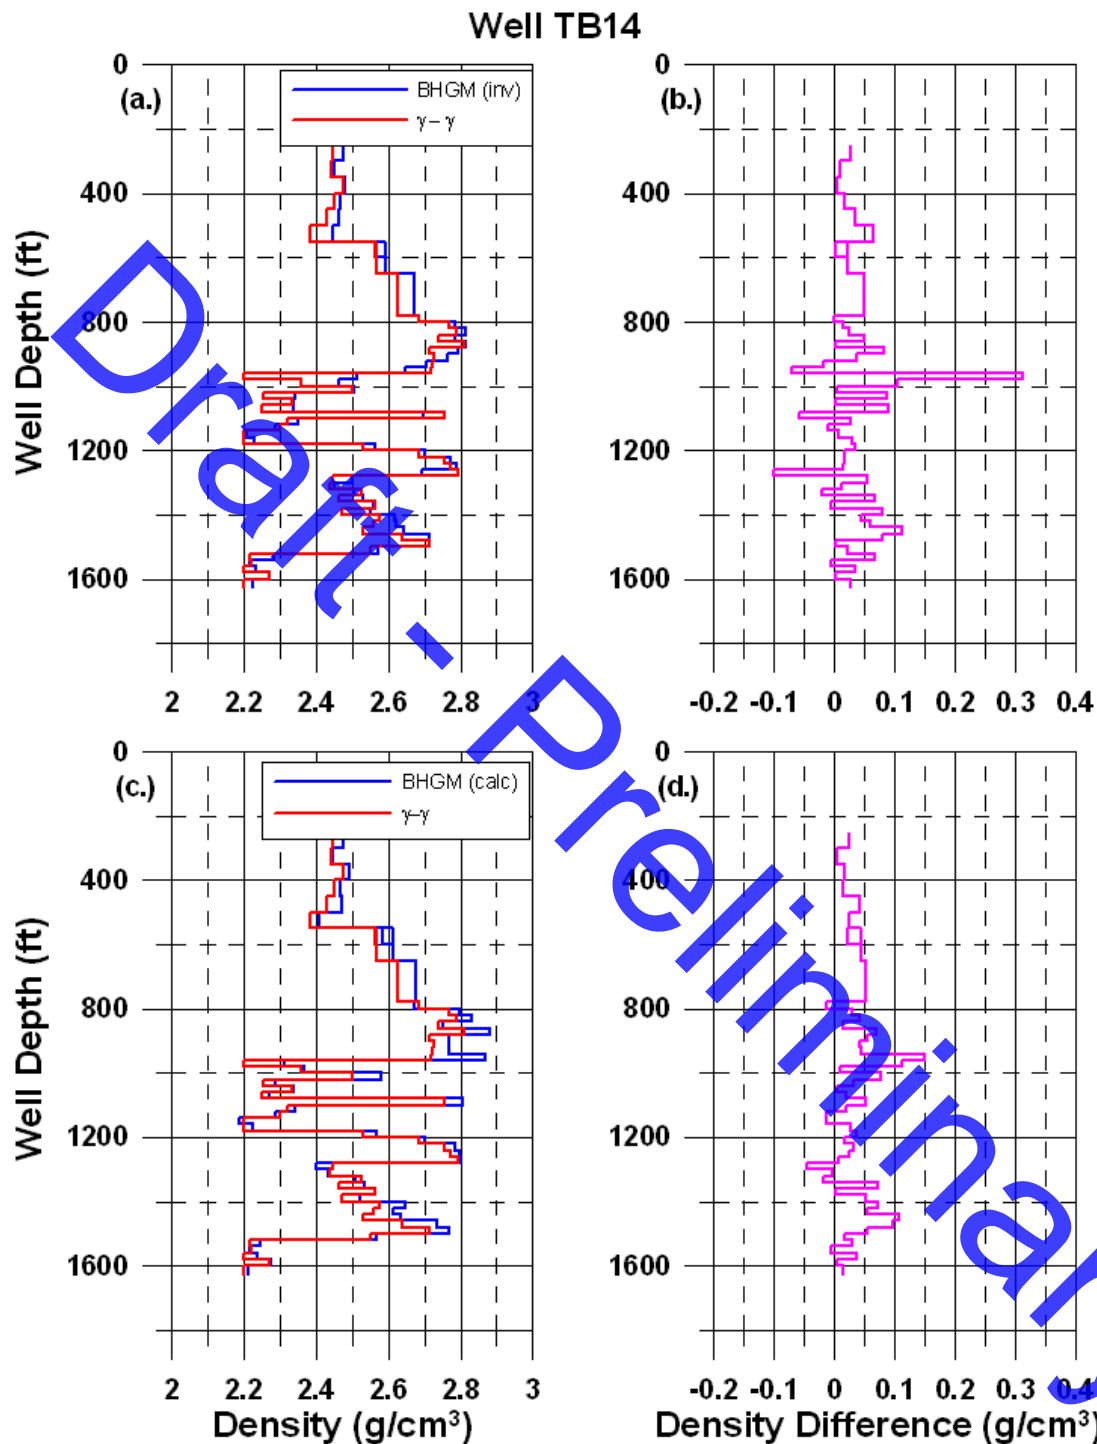 Well TB14
0
(a.)
BHGM (inv)
γ – γ
400
800
1200
1600
2 2.2 2.4 2.6 2.8 3
Well Depth (ft)
0
(b.)
400
800
1200
1600
-0.2 -0.1 0 0.1 0.2 0.3 0.4
0
(c.)
BHGM (calc)
γ–γ
400
800
1200
1600
2 2.2 2.4 2.6 2.8 3
Well Depth (ft)
Density (g/cm³)
0
(d.)
400
800
1200
1600
-0.2 -0.1 0 0.1 0.2 0.3 0.4
Density Difference (g/cm³)
Draft - Preliminary